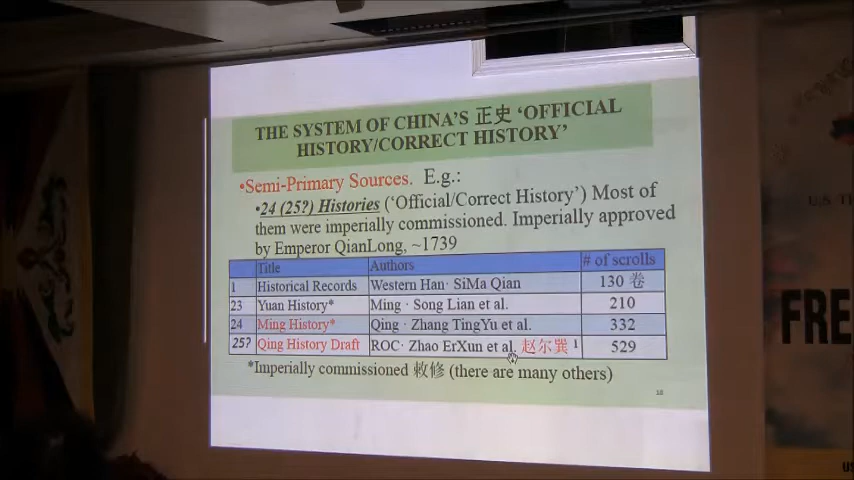 THE SYSTEM OF CHINA'S 正史 'OFFICIAL
HISTORY/CORRECT HISTORY'
•Semi-Primary Sources. E.g.:
•24 (25?) Histories ('Official/Correct History') Most of
them were imperially commissioned. Imperially approved
by Emperor QianLong, ~1739
Title Authors # of scrolls
1 Historical Records Western Han· SiMa Qian 130 卷
23 Yuan History* Ming · Song Lian et al. 210
24 Ming History* Qing · Zhang TingYu et al. 332
25? Qing History Draft ROC· Zhao ErXun et al. 赵尔巽 1 529
*Imperially commissioned 敕修 (there are many others)
18
U.S. T
FRE